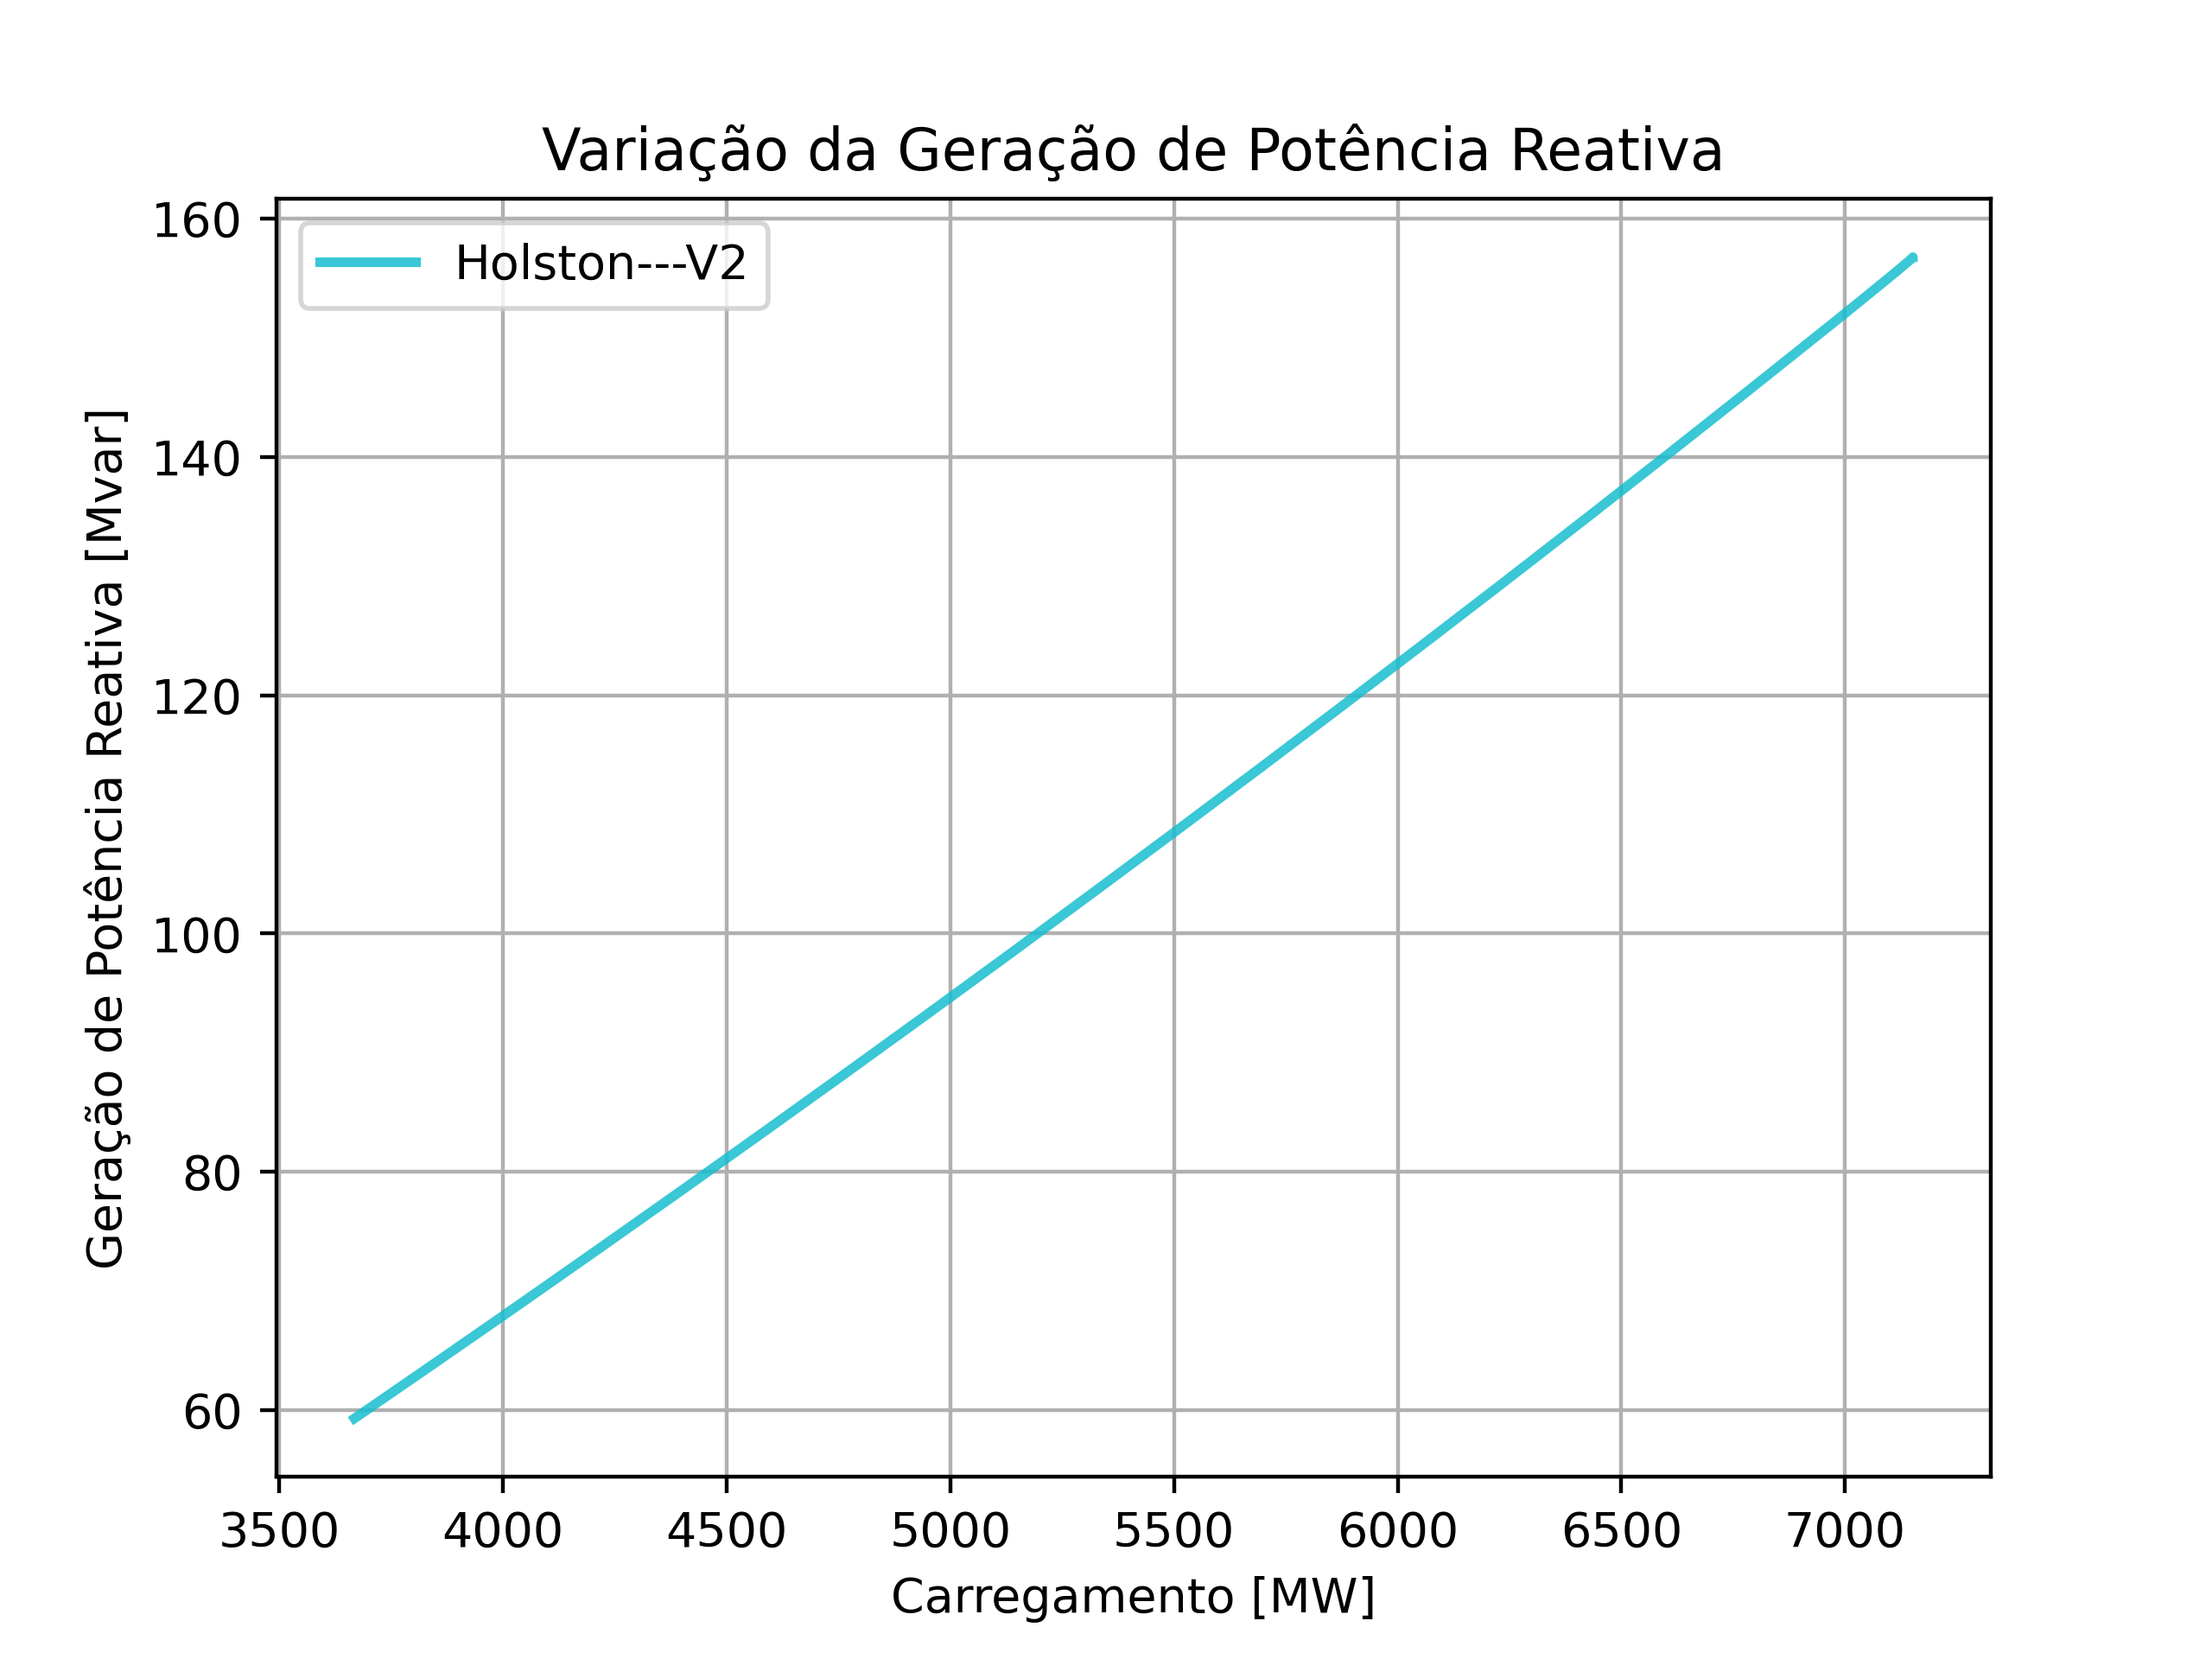 Variação da Geração de Potência Reativa
Holston---V2
Geração de Potência Reativa [Mvar]
160
140
120
100
80
60
3500 4000 4500 5000 5500 6000 6500 7000
Carregamento [MW]